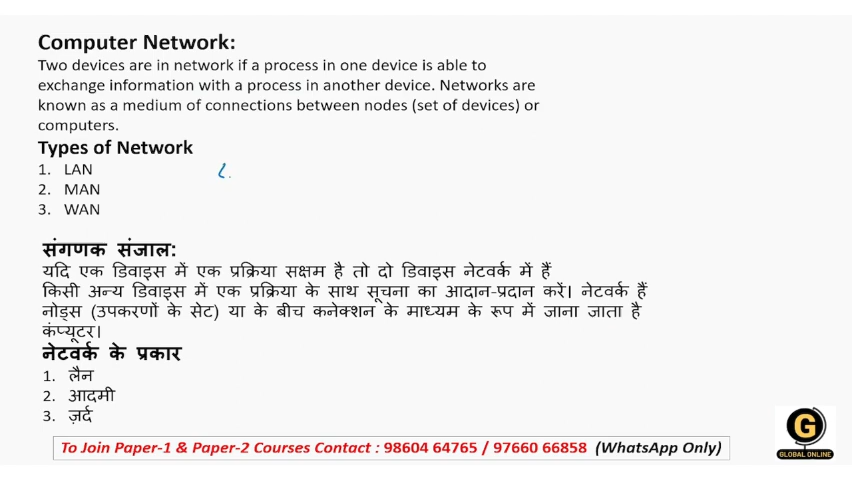 Computer Network:
Two devices are in network if a process in one device is able to
exchange information with a process in another device. Networks are
known as a medium of connections between nodes (set of devices) or
computers.
Types of Network
1. LAN
2. MAN
3. WAN
संगणक संजाल:
यदि एक डिवाइस में एक प्रक्रिया सक्षम है तो दो डिवाइस नेटवर्क में हैं
किसी अन्य डिवाइस में एक प्रक्रिया के साथ सूचना का आदान-प्रदान करें। नेटवर्क हैं
नोड्स (उपकरणों के सेट) या के बीच कनेक्शन के माध्यम के रूप में जाना जाता है
कंप्यूटर।
नेटवर्क के प्रकार
1. लैन
2. आदमी
3. ज़र्द
To Join Paper-1 & Paper-2 Courses Contact : 98604 64765 / 97660 66858 (WhatsApp Only)
G
GLOBAL ONLINE